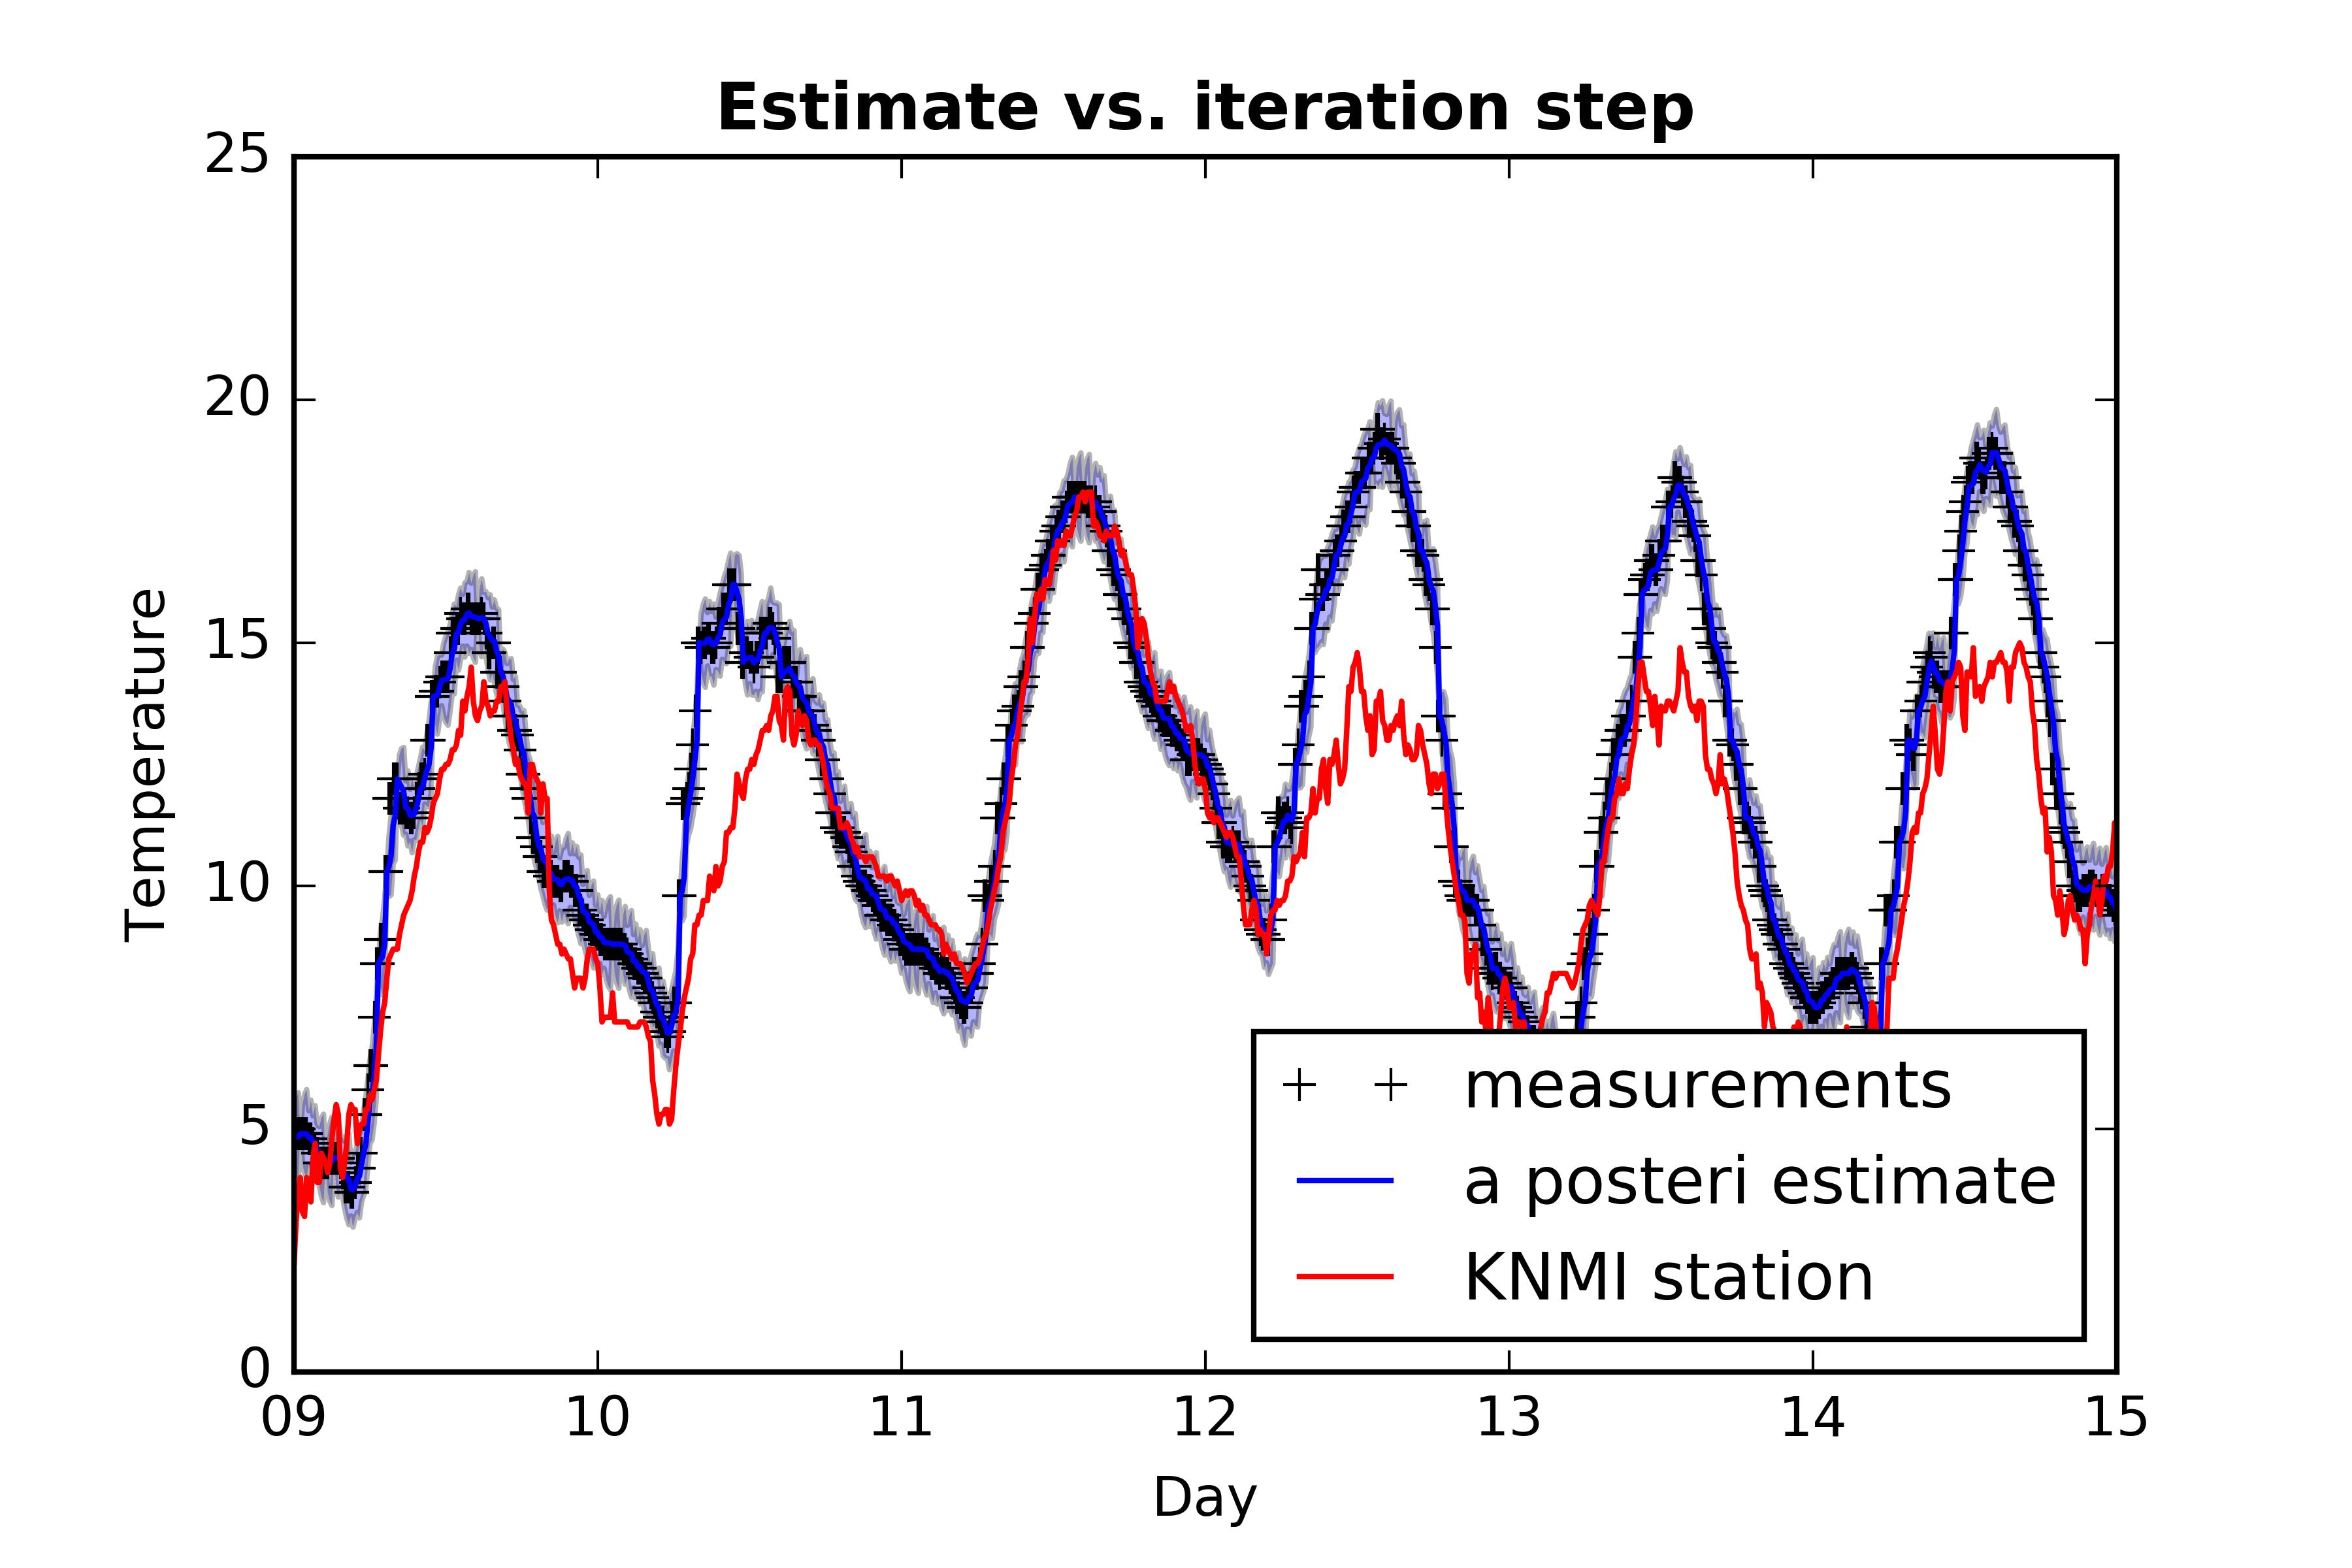 Estimate vs. iteration step
25
20
15
10
5
0
Temperature
09 10 11 12 13 14 15
Day
measurements
a posteri estimate
KNMI station